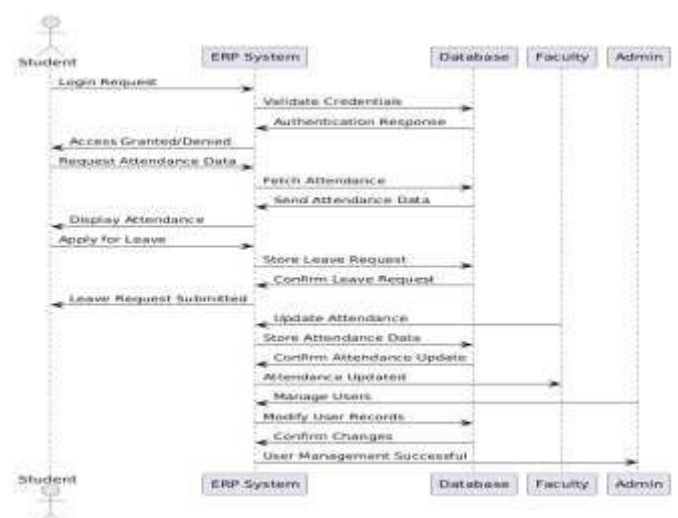 Student
ERP System
Database
Faculty
Admin
Login Request
Validate Credentials
Authentication Response
Access Granted/Denied
Request Attendance Data
Fetch Attendance
Send Attendance Data
Display Attendance
Apply for Leave
Store Leave Request
Confirm Leave Request
Leave Request Submitted
Update Attendance
Store Attendance Data
Confirm Attendance Update
Attendance Updated
Manage Users
Modify User Records
Confirm Changes
User Management Successful
Student
ERP System
Database
Faculty
Admin